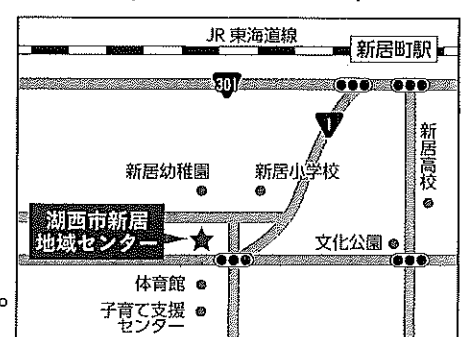 JR東海道線
新居町駅
301
1
新居高校
新居幼稚園
新居小学校
湖西市新居
地域センター
文化公園
体育館
子育て支援
センター